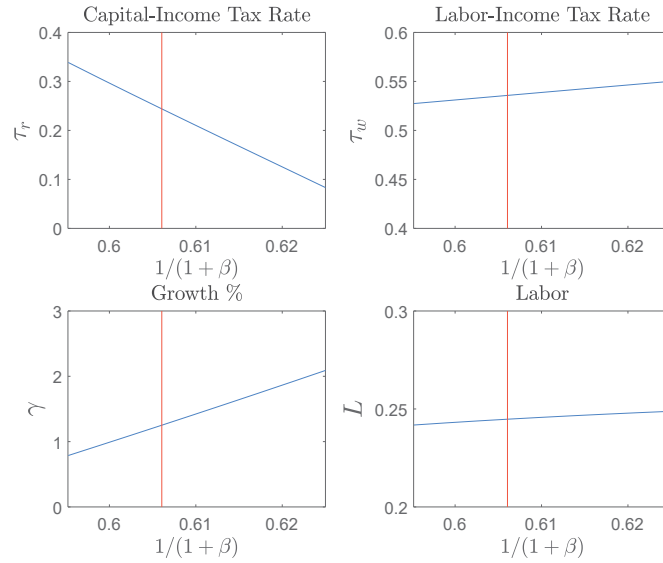 Capital-Income Tax Rate
0.4
0.3
0.2
0.1
0
τr
0.6 0.61 0.62
1/(1 + β)
Labor-Income Tax Rate
0.6
0.55
0.5
0.45
0.4
τw
0.6 0.61 0.62
1/(1 + β)
Growth %
3
2
1
0
γ
0.6 0.61 0.62
1/(1 + β)
Labor
0.3
0.25
0.2
L
0.6 0.61 0.62
1/(1 + β)